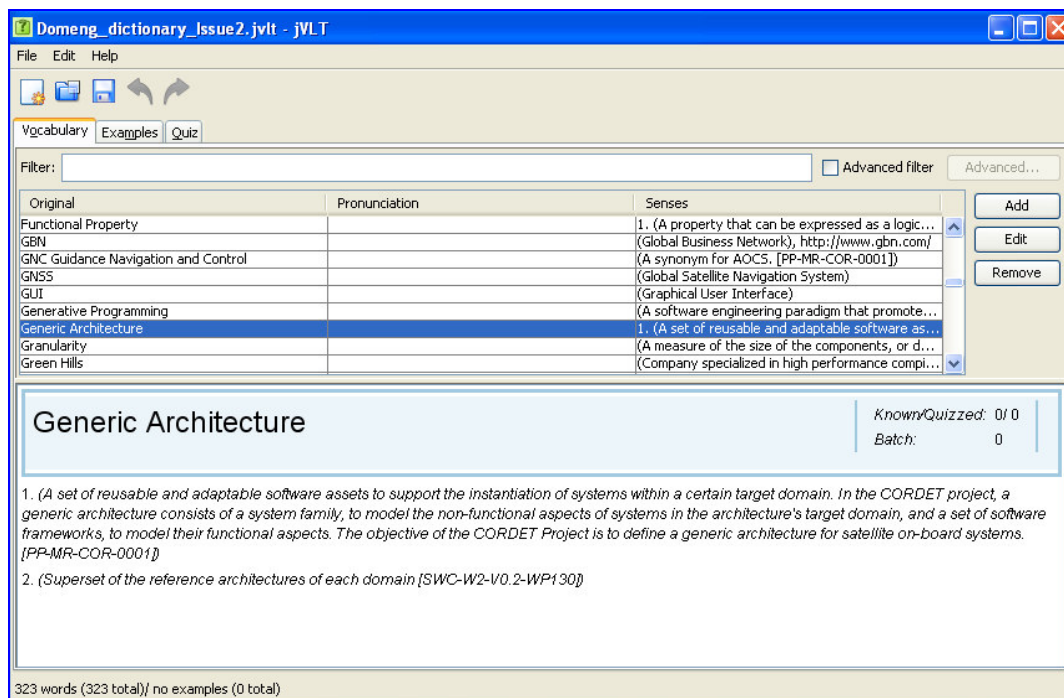 Domeng_dictionary_Issue2.jvlt - jVLT
File Edit Help
Vocabulary Examples Quiz
Filter: Advanced filter Advanced...
Original Pronunciation Senses Add
Functional Property 1. (A property that can be expressed as a logic...
GBN (Global Business Network), http://www.gbn.com/ Edit
GNC Guidance Navigation and Control (A synonym for AOCS. [PP-MR-COR-0001])
GNSS (Global Satellite Navigation System) Remove
GUI (Graphical User Interface)
Generative Programming (A software engineering paradigm that promote...
Generic Architecture 1. (A set of reusable and adaptable software as...
Granularity (A measure of the size of the components, or d...
Green Hills (Company specialized in high performance compi...
Generic Architecture Known/Quizzed: 0/ 0
Batch: 0
1. (A set of reusable and adaptable software assets to support the instantiation of systems within a certain target domain. In the CORDET project, a
generic architecture consists of a system family, to model the non-functional aspects of systems in the architecture's target domain, and a set of software
frameworks, to model their functional aspects. The objective of the CORDET Project is to define a generic architecture for satellite on-board systems.
[PP-MR-COR-0001])
2. (Superset of the reference architectures of each domain [SWC-W2-V0.2-WP130])
323 words (323 total)/ no examples (0 total)